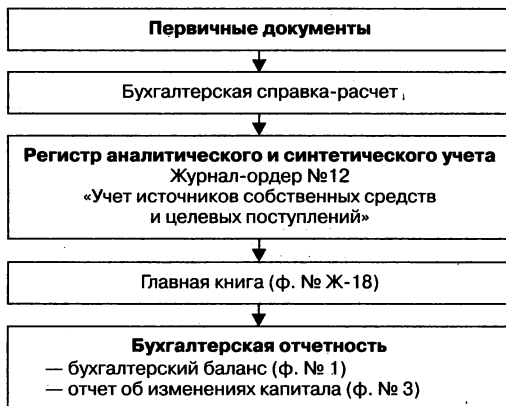 Первичные документы
Бухгалтерская справка-расчет
Регистр аналитического и синтетического учета
Журнал-ордер №12
«Учет источников собственных средств
и целевых поступлений»
Главная книга (ф. № Ж-18)
Бухгалтерская отчетность
— бухгалтерский баланс (ф. № 1)
— отчет об изменениях капитала (ф. № 3)